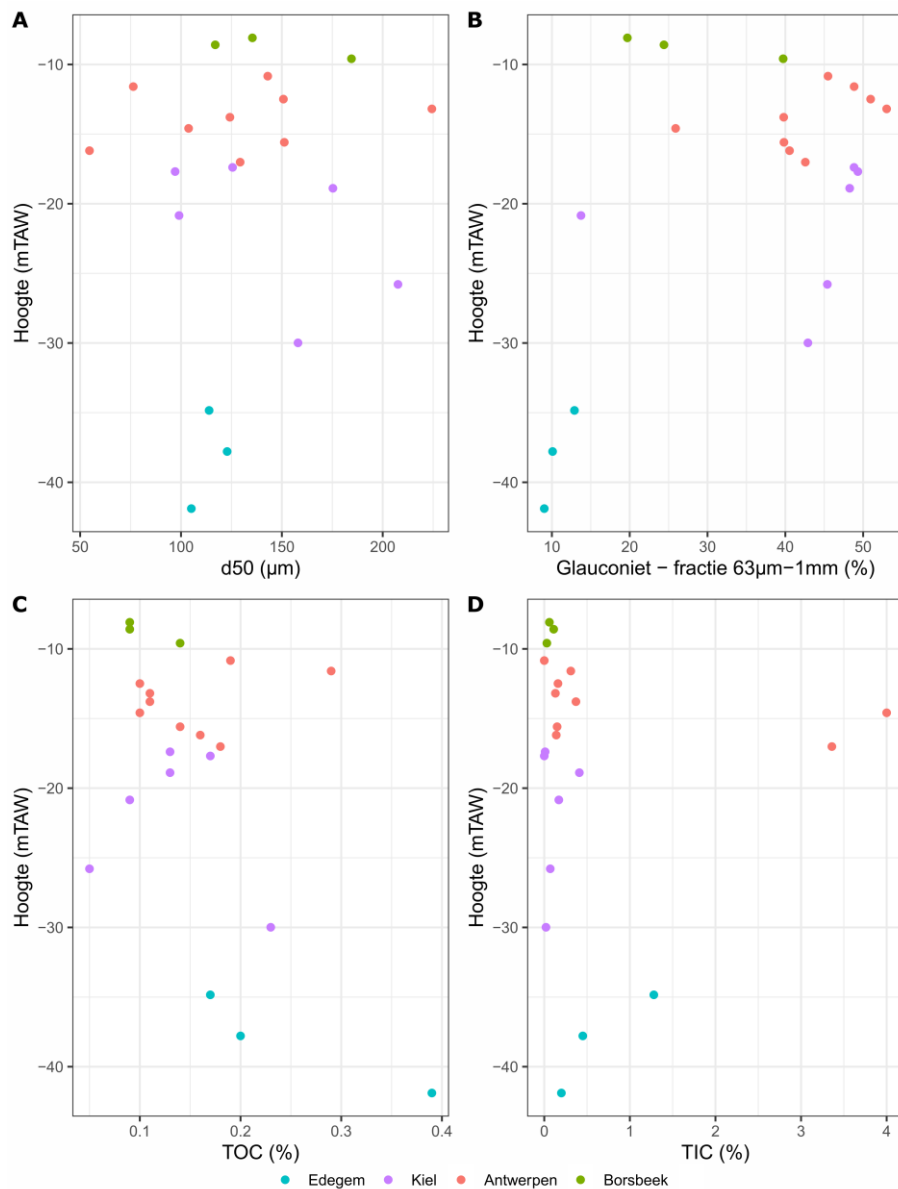 A
B
−10
−20
−30
−40
Hoogte (mTAW)
50
100
150
200
d50 (µm)
−10
−20
−30
−40
Hoogte (mTAW)
10
20
30
40
50
Glauconiet − fractie 63µm−1mm (%)
C
D
−10
−20
−30
−40
Hoogte (mTAW)
0.1
0.2
0.3
0.4
TOC (%)
−10
−20
−30
−40
Hoogte (mTAW)
0
1
2
3
4
TIC (%)
Edegem Kiel Antwerpen Borsbeek